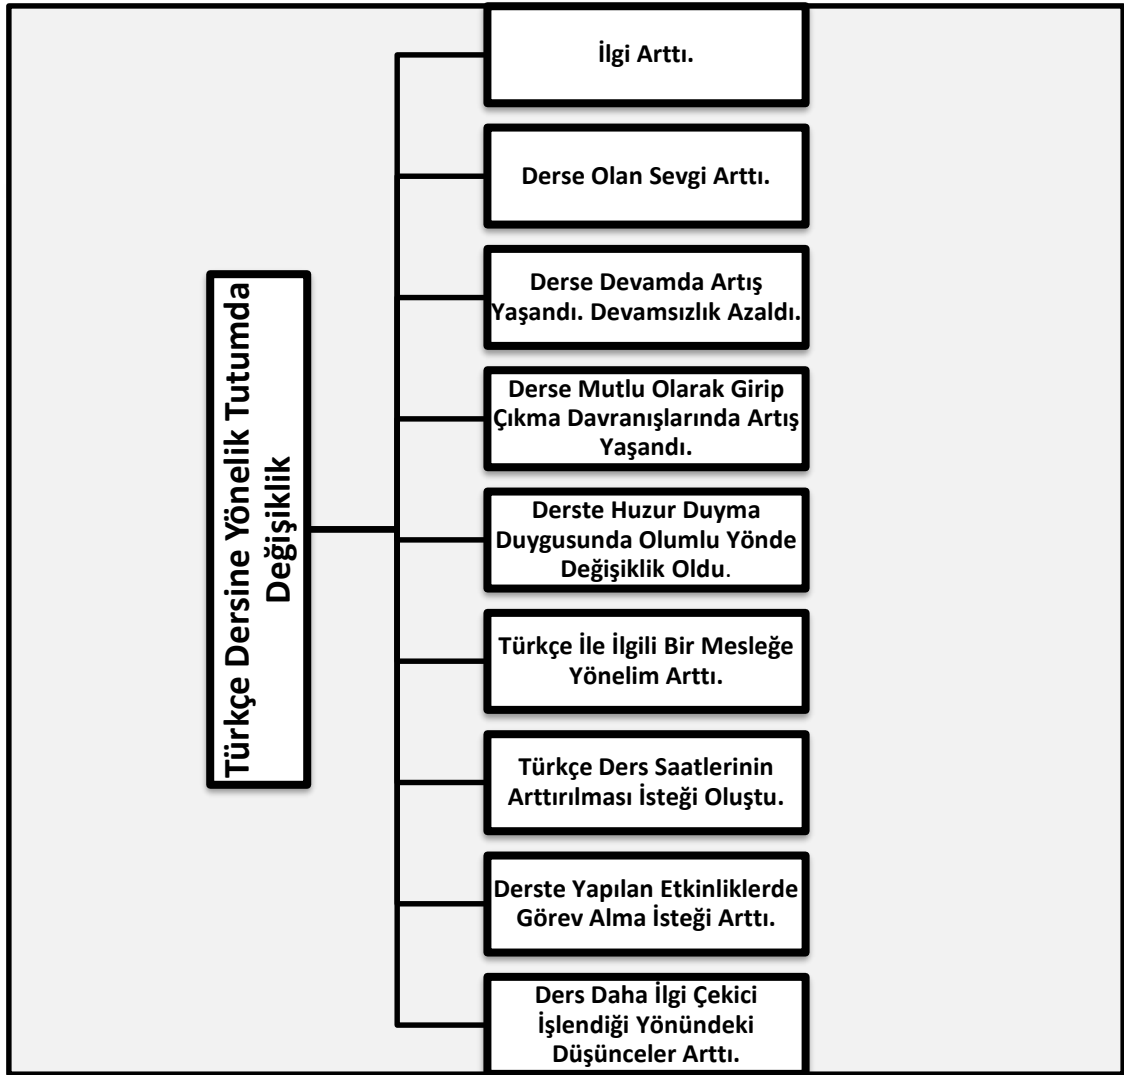 Türkçe Dersine Yönelik Tutumda
Değişiklik
İlgi Arttı.
Derse Olan Sevgi Arttı.
Derse Devamda Artış
Yaşandı. Devamsızlık Azaldı.
Derse Mutlu Olarak Girip
Çıkma Davranışlarında Artış
Yaşandı.
Derste Huzur Duyma
Duygusunda Olumlu Yönde
Değişiklik Oldu.
Türkçe İle İlgili Bir Mesleğe
Yönelim Arttı.
Türkçe Ders Saatlerinin
Arttırılması İsteği Oluştu.
Derste Yapılan Etkinliklerde
Görev Alma İsteği Arttı.
Ders Daha İlgi Çekici
İşlendiği Yönündeki
Düşünceler Arttı.